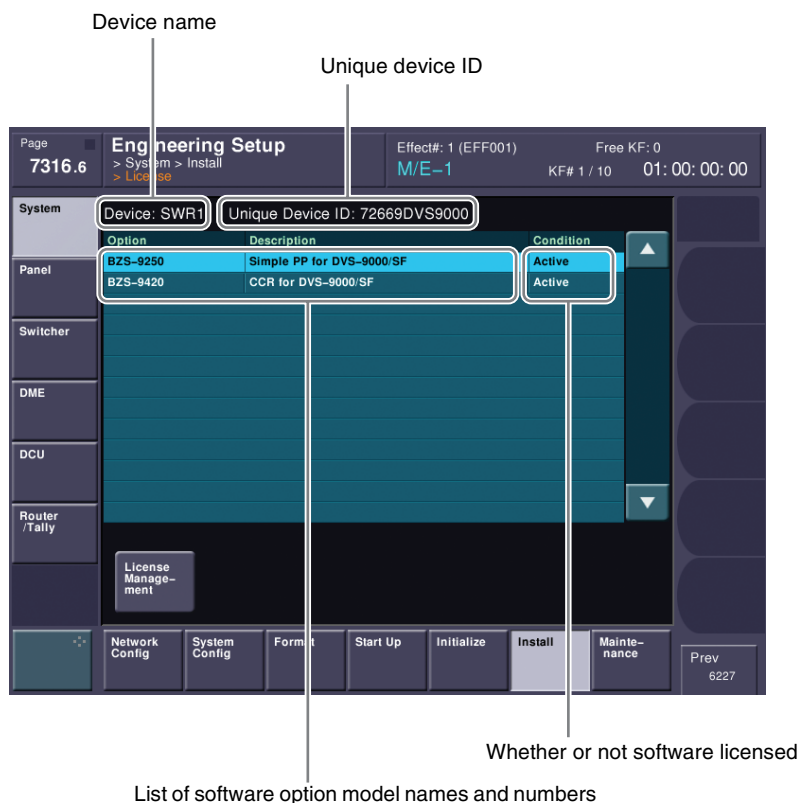 Device name
Unique device ID
Page
7316.6
Engineering Setup
> System > Install
> License
Effect#: 1 (EFF001)
Free KF: 0
M/E–1
KF# 1 / 10
01: 00: 00: 00
System
Device: SWR1
Unique Device ID: 72669DVS9000
Option
Description
Condition
BZS–9250
Simple PP for DVS–9000/SF
Active
BZS–9420
CCR for DVS–9000/SF
Active
Panel
Switcher
DME
DCU
Router
/Tally
License
Manage–
ment
Network
Config
System
Config
Format
Start Up
Initialize
Install
Mainte–
nance
Prev
6227
Whether or not software licensed
List of software option model names and numbers